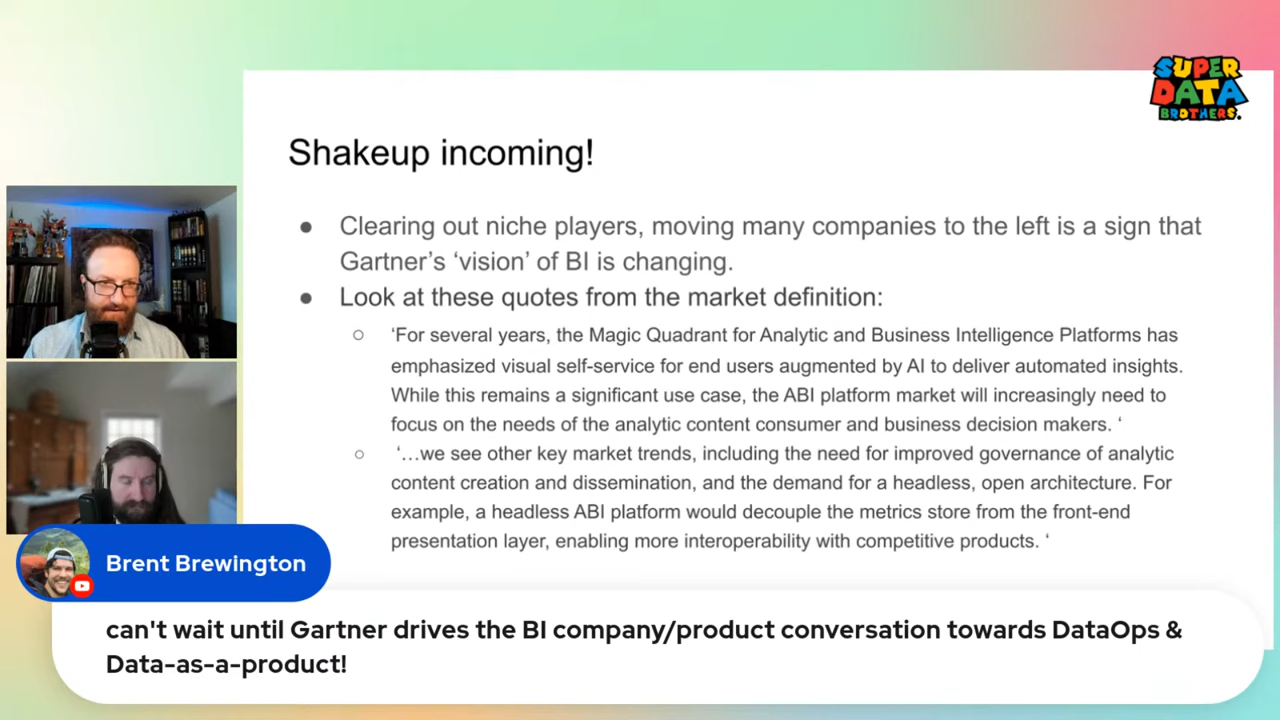 SUPER
DATA
BROTHERS.
Shakeup incoming!
● Clearing out niche players, moving many companies to the left is a sign that
Gartner’s ‘vision’ of BI is changing.
● Look at these quotes from the market definition:
○ ‘For several years, the Magic Quadrant for Analytic and Business Intelligence Platforms has
emphasized visual self-service for end users augmented by AI to deliver automated insights.
While this remains a significant use case, the ABI platform market will increasingly need to
focus on the needs of the analytic content consumer and business decision makers. ‘
○ ‘…we see other key market trends, including the need for improved governance of analytic
content creation and dissemination, and the demand for a headless, open architecture. For
example, a headless ABI platform would decouple the metrics store from the front-end
presentation layer, enabling more interoperability with competitive products. ‘
Brent Brewington
can't wait until Gartner drives the BI company/product conversation towards DataOps &
Data-as-a-product!